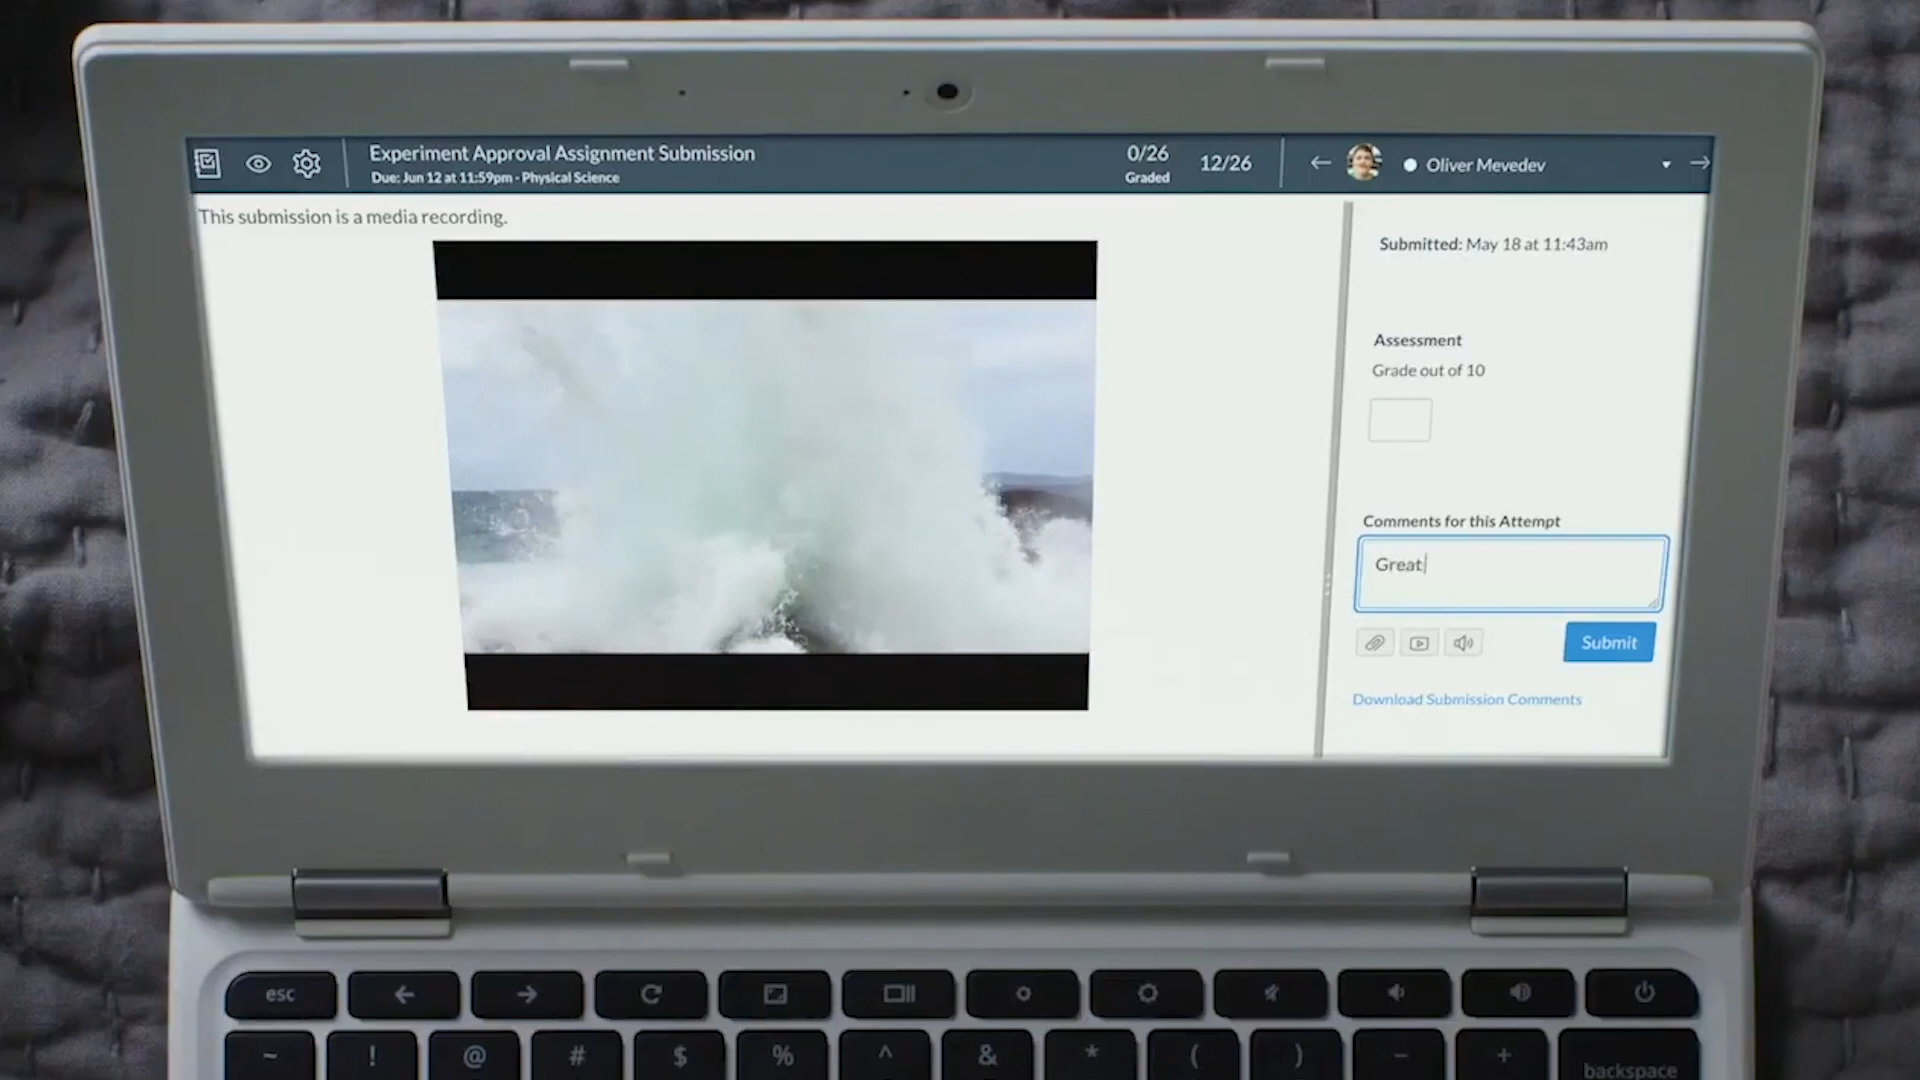 Experiment Approval Assignment Submission
Due: Jun 12 at 11:59pm - Physical Science
0/26
Graded
12/26
Oliver Mevedev
This submission is a media recording.
Submitted: May 18 at 11:43am
Assessment
Grade out of 10
Comments for this Attempt
Great
Submit
Download Submission Comments
esc
~ ! @ # $ % ^ & * ( ) − + backspace